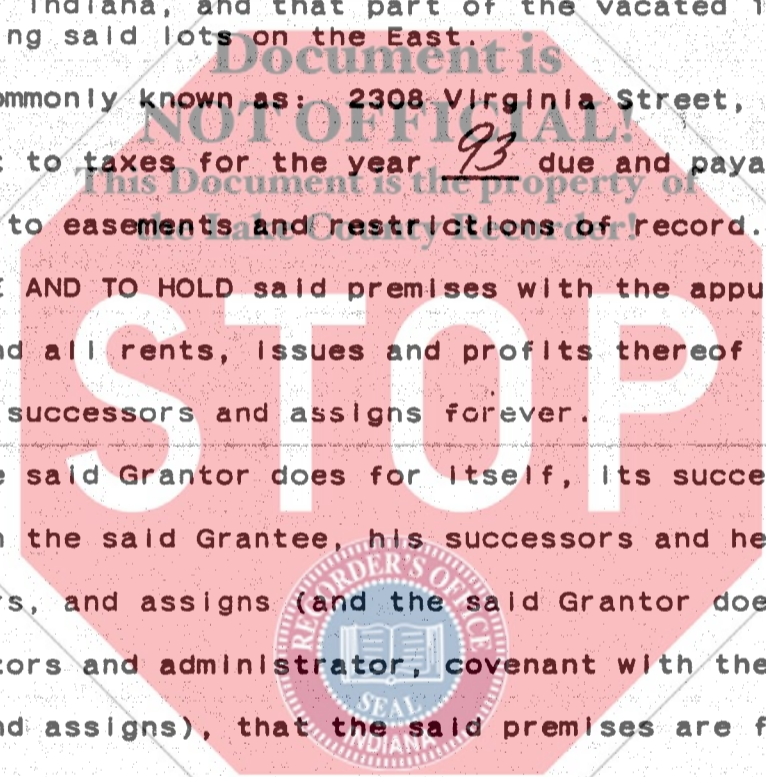 Indiana, and that part of the vacated
ng said lots on the East.
Document is
ommonly known as: 2308 Virginia Street,
NOT OFFICIAL!
to taxes for the year 93 due and paya
This Document is the property of
to easements and restrictions of record.
the Lake County Recorder!
E AND TO HOLD said premises with the appu
nd all rents, issues and profits thereof
successors and assigns forever.
STOP
e said Grantor does for itself, its succe
n the said Grantee, his successors and he
rs, and assigns (and the said Grantor doe
tors and administrator, covenant with the
nd assigns), that the said premises are f
RECORDER'S OFFICE
SEAL
INDIANA